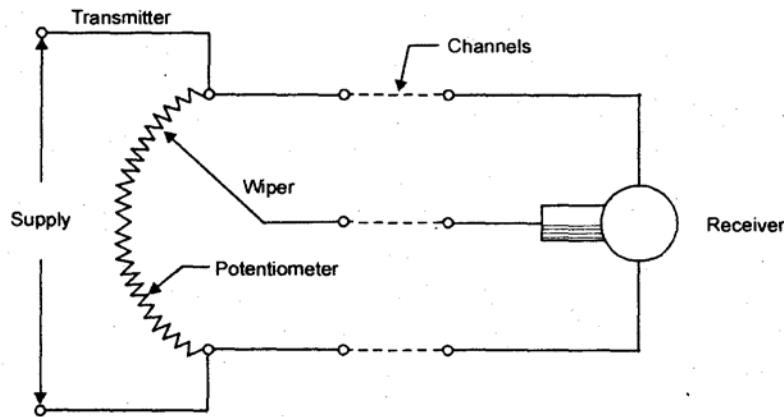 Transmitter
Channels
Wiper
Supply
Receiver
Potentiometer